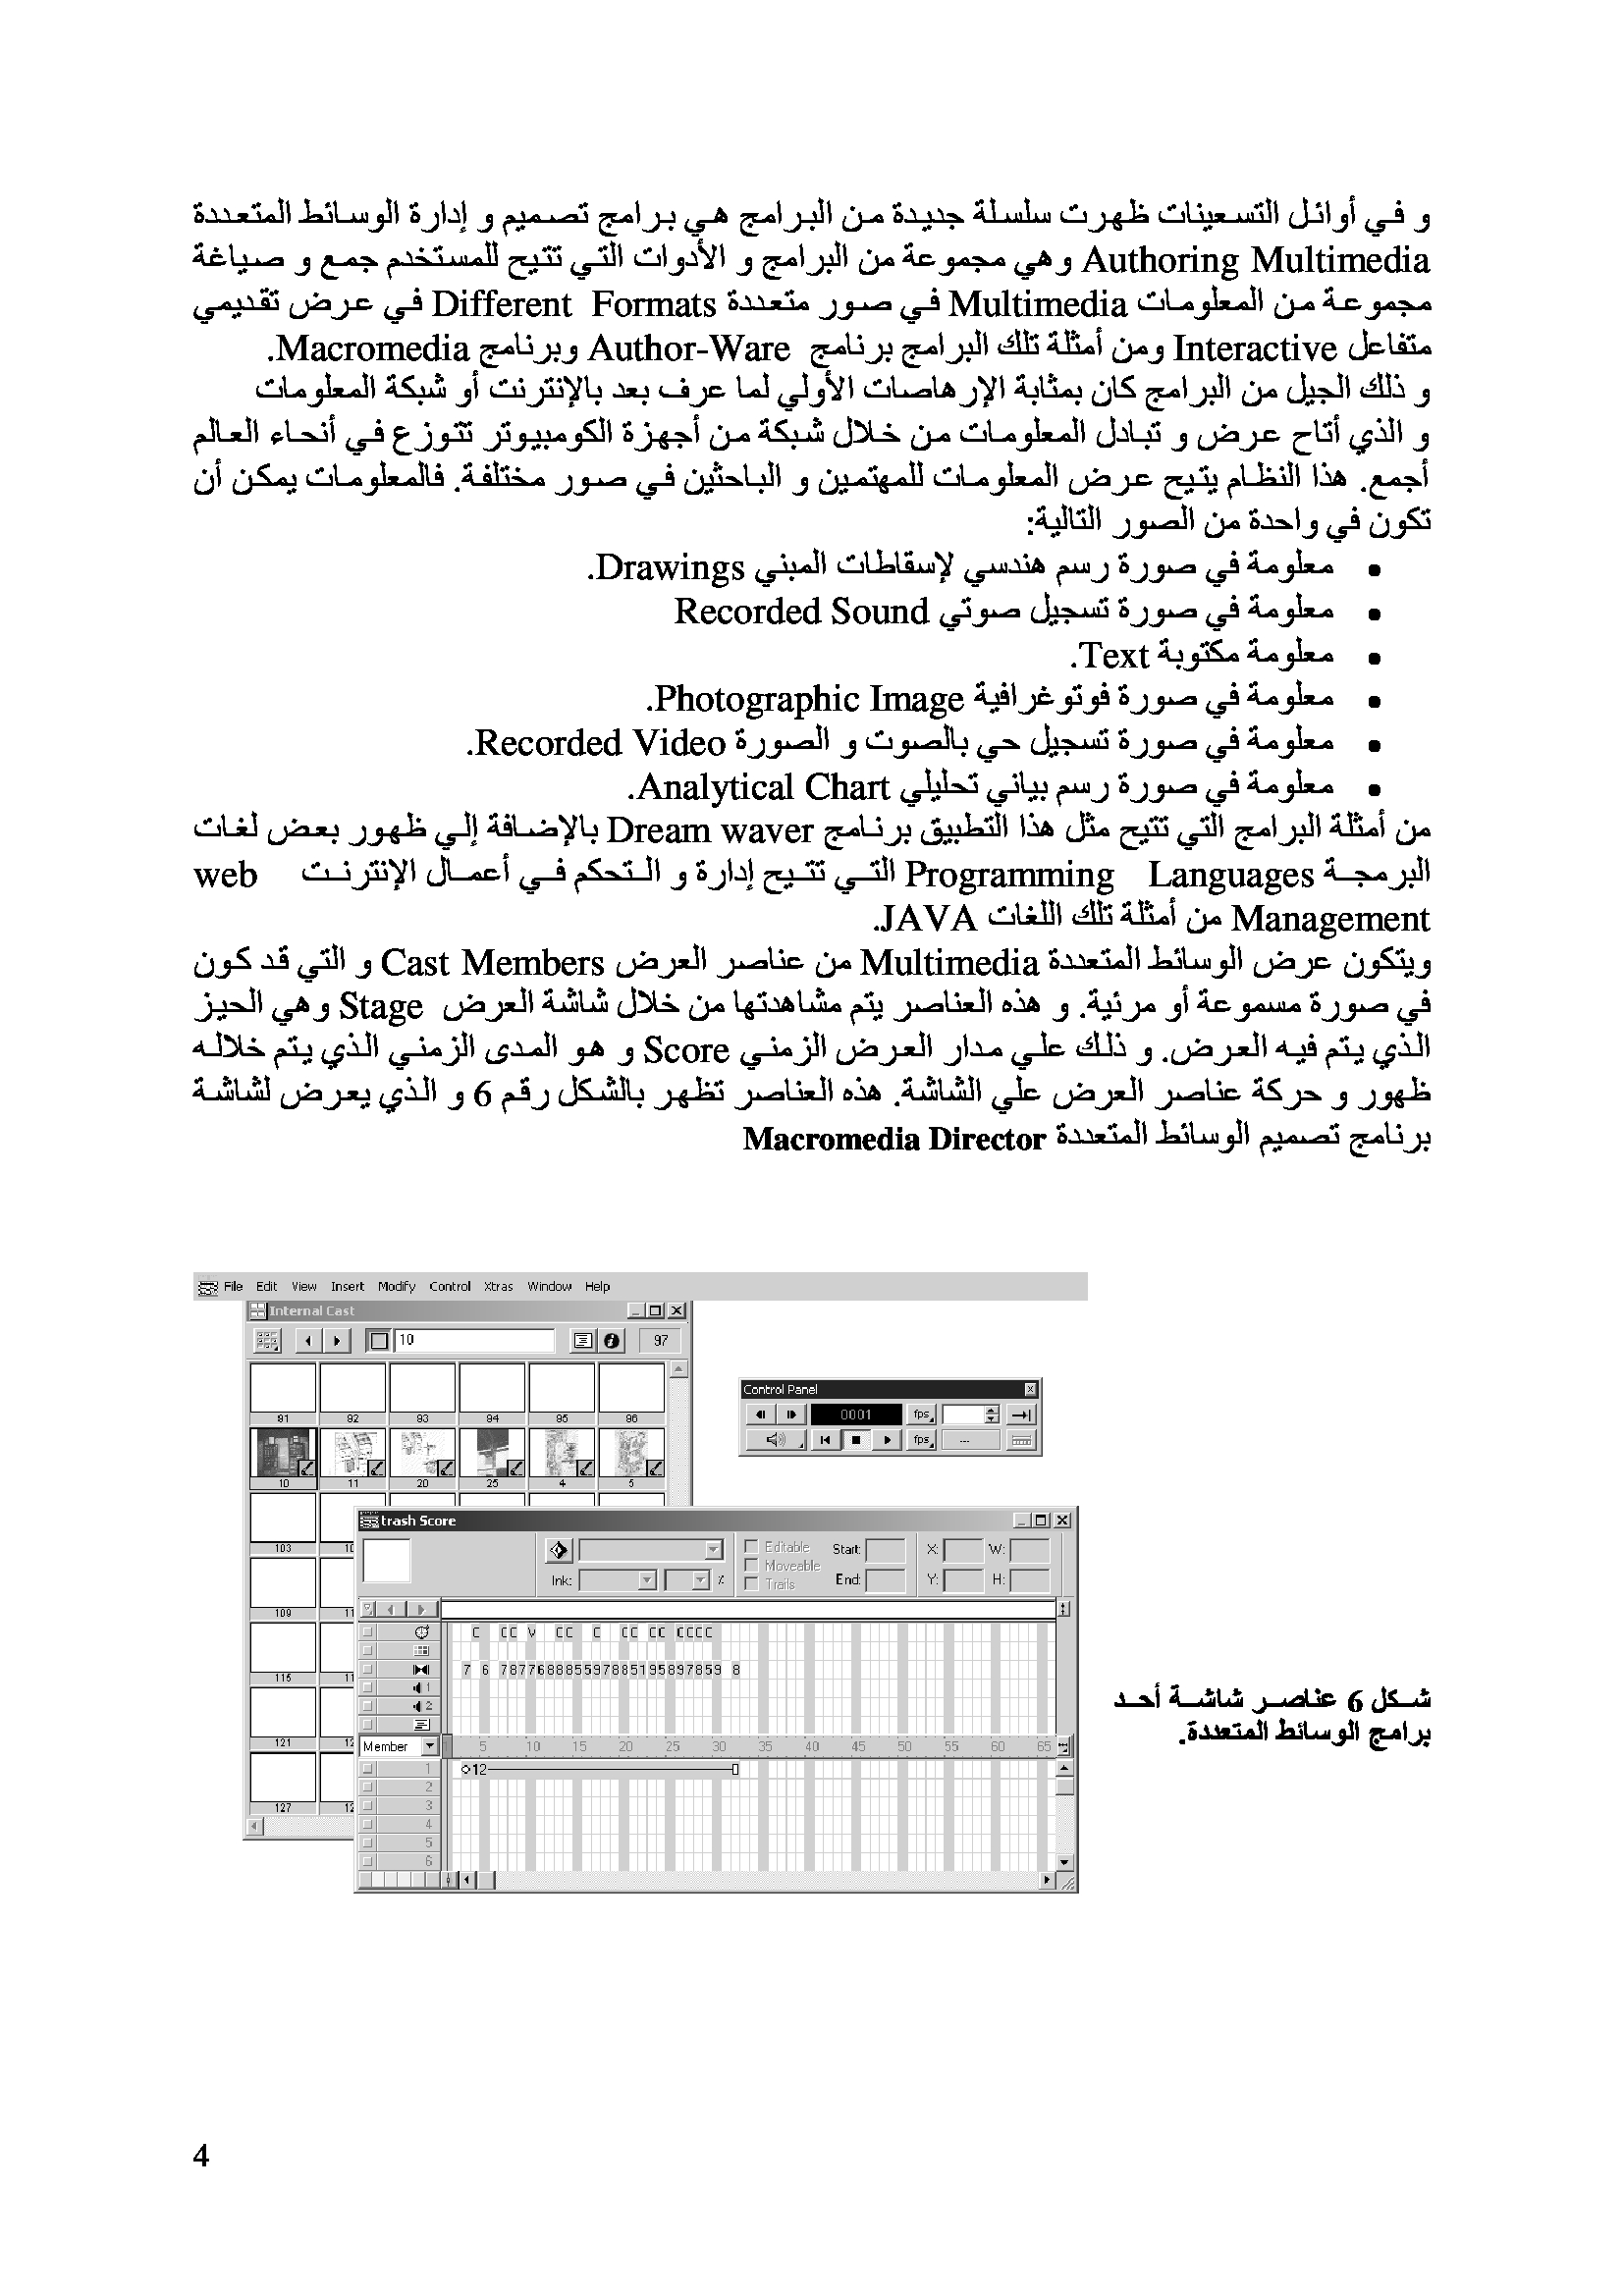 و في أوائل التسعينات ظهرت سلسلة جديدة من البرامج هي برامج تصميم و إدارة الوسائط المتعددة
Authoring Multimedia وهي مجموعة من البرامج و الأدوات التي تتيح للمستخدم جمع و صياغة
مجموعة من المعلومات Multimedia في صور متعددة Different Formats في عرض تقديمي
متفاعل Interactive ومن أمثلة تلك البرامج برنامج Author-Ware وبرنامج Macromedia.
و ذلك الجيل من البرامج كان بمثابة الإرهاصات الأولي لما عرف بعد بالإنترنت أو شبكة المعلومات
و الذي أتاح عرض و تبادل المعلومات من خلال شبكة من أجهزة الكومبيوتر تتوزع في أنحاء العالم
أجمع. هذا النظام يتيح عرض المعلومات للمهتمين و الباحثين في صور مختلفة. فالمعلومات يمكن أن
تكون في واحدة من الصور التالية:
• معلومة في صورة رسم هندسي لإسقاطات المبني Drawings.
• معلومة في صورة تسجيل صوتي Recorded Sound
• معلومة مكتوبة Text.
• معلومة في صورة فوتوغرافية Photographic Image.
• معلومة في صورة تسجيل حي بالصوت و الصورة Recorded Video.
• معلومة في صورة رسم بياني تحليلي Analytical Chart.
من أمثلة البرامج التي تتيح مثل هذا التطبيق برنامج Dream waver بالإضافة إلي ظهور بعض لغات
البرمجة Programming Languages التي تتيح إدارة و التحكم في أعمال الإنترنت web
Management من أمثلة تلك اللغات JAVA.
ويتكون عرض الوسائط المتعددة Multimedia من عناصر العرض Cast Members و التي قد كون
في صورة مسموعة أو مرئية. و هذه العناصر يتم مشاهدتها من خلال شاشة العرض Stage وهي الحيز
الذي يتم فيه العرض. و ذلك علي مدار العرض الزمني Score و هو المدى الزمني الذي يتم خلاله
ظهور و حركة عناصر العرض علي الشاشة. هذه العناصر تظهر بالشكل رقم 6 و الذي يعرض لشاشة
برنامج تصميم الوسائط المتعددة Macromedia Director
File Edit View Insert Modify Control Xtras Window Help
Internal Cast
10 97
91 92 93 94 95 96
10 11 20 25 4 5
103
109
115
121
127
Control Panel
0001 fps
fps ---
trash Score
Editable Start: X: W:
Moveable
Ink: % Trails End: Y: H:
C CC V CC C CC CC CCCC
7 6 787768885597885195897859 8
1
2
Member 5 10 15 20 25 30 35 40 45 50 55 60 65
1 12
2
3
4
5
6
شكل 6 عناصر شاشة أحد
برامج الوسائط المتعددة.
4